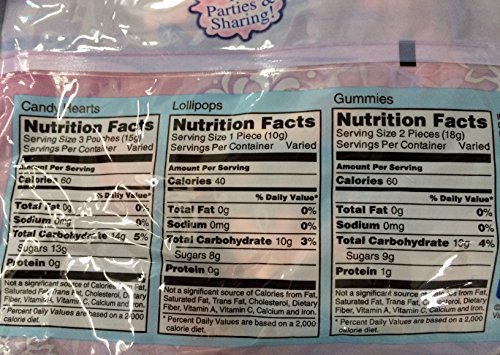 Parties &
Sharing!
Candy Hearts
Nutrition Facts
Serving Size 3 Pouches (15g)
Servings Per Container Varied
Amount Per Serving
Calories 60
% Daily Value*
Total Fat 0g 0%
Sodium 0mg 0%
Total Carbohydrate 14g 5%
Sugars 13g
Protein 0g
Not a significant source of Calories from Fat,
Saturated Fat, Trans Fat, Cholesterol, Dietary
Fiber, Vitamin A, Vitamin C, Calcium and Iron.
* Percent Daily Values are based on a 2,000
calorie diet.
Lollipops
Nutrition Facts
Serving Size 1 Piece (10g)
Servings Per Container Varied
Amount Per Serving
Calories 40
% Daily Value*
Total Fat 0g 0%
Sodium 0mg 0%
Total Carbohydrate 10g 3%
Sugars 8g
Protein 0g
Not a significant source of Calories from Fat,
Saturated Fat, Trans Fat, Cholesterol, Dietary
Fiber, Vitamin A, Vitamin C, Calcium and Iron.
* Percent Daily Values are based on a 2,000
calorie diet.
Gummies
Nutrition Facts
Serving Size 2 Pieces (18g)
Servings Per Container Varied
Amount Per Serving
Calories 60
% Daily Value*
Total Fat 0g 0%
Sodium 0mg 0%
Total Carbohydrate 4%
Sugars 9g
Protein 1g
Not a significant source of Calories from Fat,
Saturated Fat, Trans Fat, Cholesterol, Dietary
Fiber, Vitamin A, Vitamin C, Calcium and Iron.
* Percent Daily Values are based on a 2,000
calorie diet.